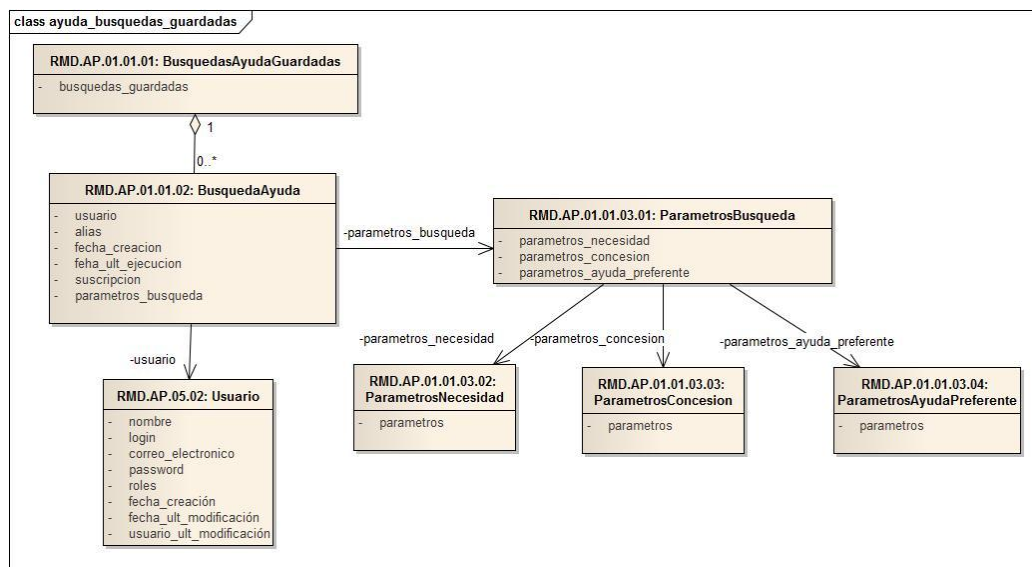 class ayuda_busquedas_guardadas
RMD.AP.01.01.01: BusquedasAyudaGuardadas
- busquedas_guardadas
1
0..*
RMD.AP.01.01.02: BusquedaAyuda
- usuario
- alias
- fecha_creacion
- feha_ult_ejecucion
- suscripcion
- parametros_busqueda
-parametros_busqueda
RMD.AP.01.01.03.01: ParametrosBusqueda
- parametros_necesidad
- parametros_concesion
- parametros_ayuda_preferente
-usuario
-parametros_necesidad
-parametros_concesion
-parametros_ayuda_preferente
RMD.AP.05.02: Usuario
- nombre
- login
- correo_electronico
- password
- roles
- fecha_creación
- fecha_ult_modificación
- usuario_ult_modificación
RMD.AP.01.01.03.02:
ParametrosNecesidad
- parametros
RMD.AP.01.01.03.03:
ParametrosConcesion
- parametros
RMD.AP.01.01.03.04:
ParametrosAyudaPreferente
- parametros